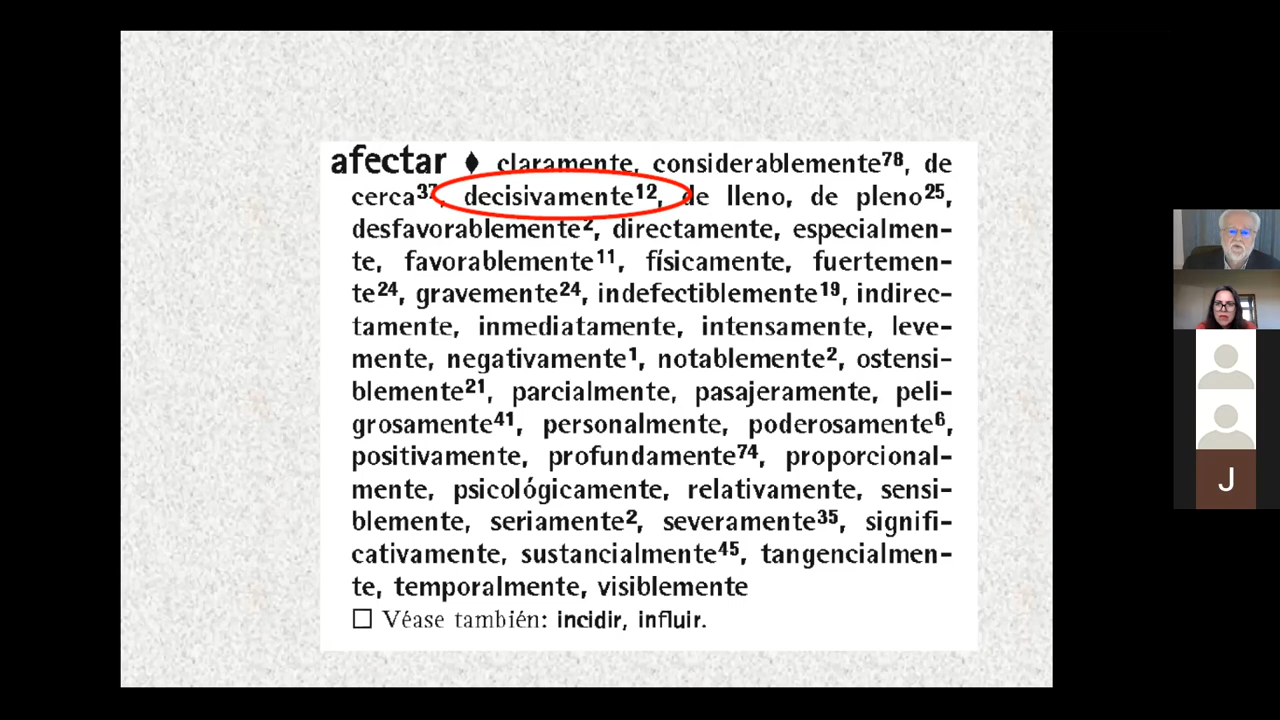 afectar ♦ claramente, considerablemente⁷⁸, de
cerca³⁷, decisivamente¹², de lleno, de pleno²⁵,
desfavorablemente², directamente, especialmen-
te, favorablemente¹¹, físicamente, fuertemen-
te²⁴, gravemente²⁴, indefectiblemente¹⁹, indirec-
tamente, inmediatamente, intensamente, leve-
mente, negativamente¹, notablemente², ostensi-
blemente²¹, parcialmente, pasajeramente, peli-
grosamente⁴¹, personalmente, poderosamente⁶,
positivamente, profundamente⁷⁴, proporcional-
mente, psicológicamente, relativamente, sensi-
blemente, seriamente², severamente³⁵, signifi-
cativamente, sustancialmente⁴⁵, tangencialmen-
te, temporalmente, visiblemente
□ Véase también: incidir, influir.
J